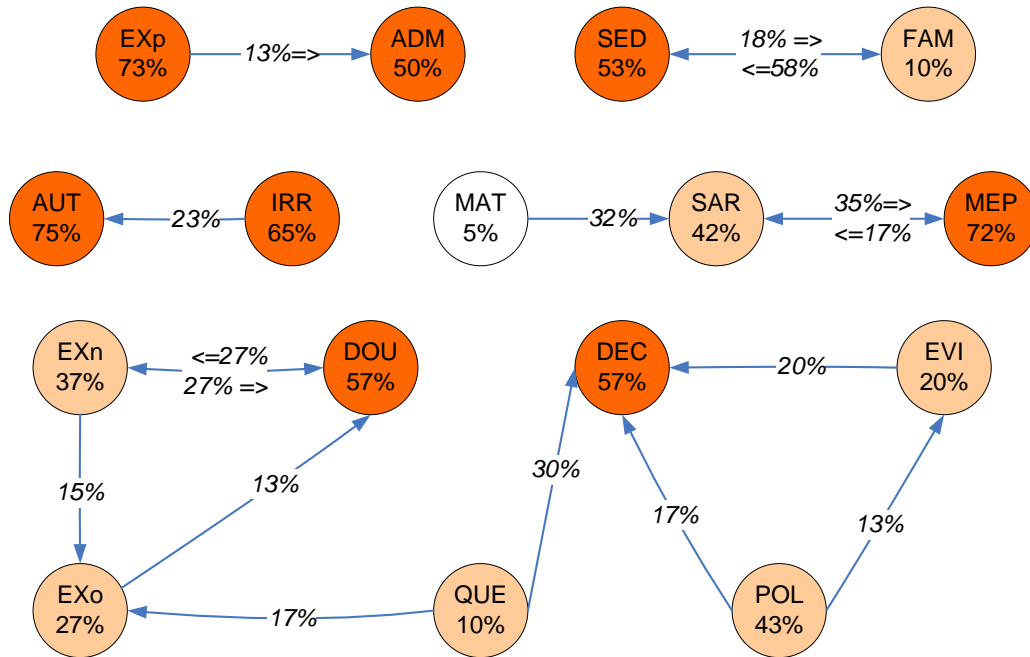 EXp
73%
13%=>
ADM
50%
SED
53%
18% =>
<=58%
FAM
10%
AUT
75%
23%
IRR
65%
MAT
5%
32%
SAR
42%
35%=>
<=17%
MEP
72%
EXn
37%
<=27%
27% =>
DOU
57%
DEC
57%
20%
EVI
20%
15%
13%
30%
17%
13%
EXo
27%
17%
QUE
10%
POL
43%